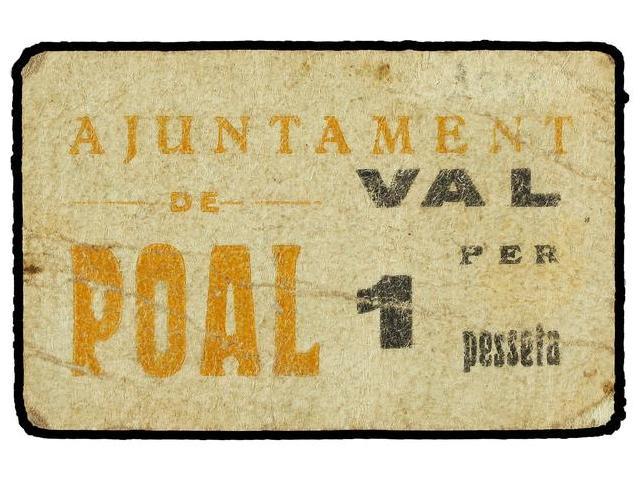 AJUNTAMENT
DE
POAL
VAL
PER
1
pesseta